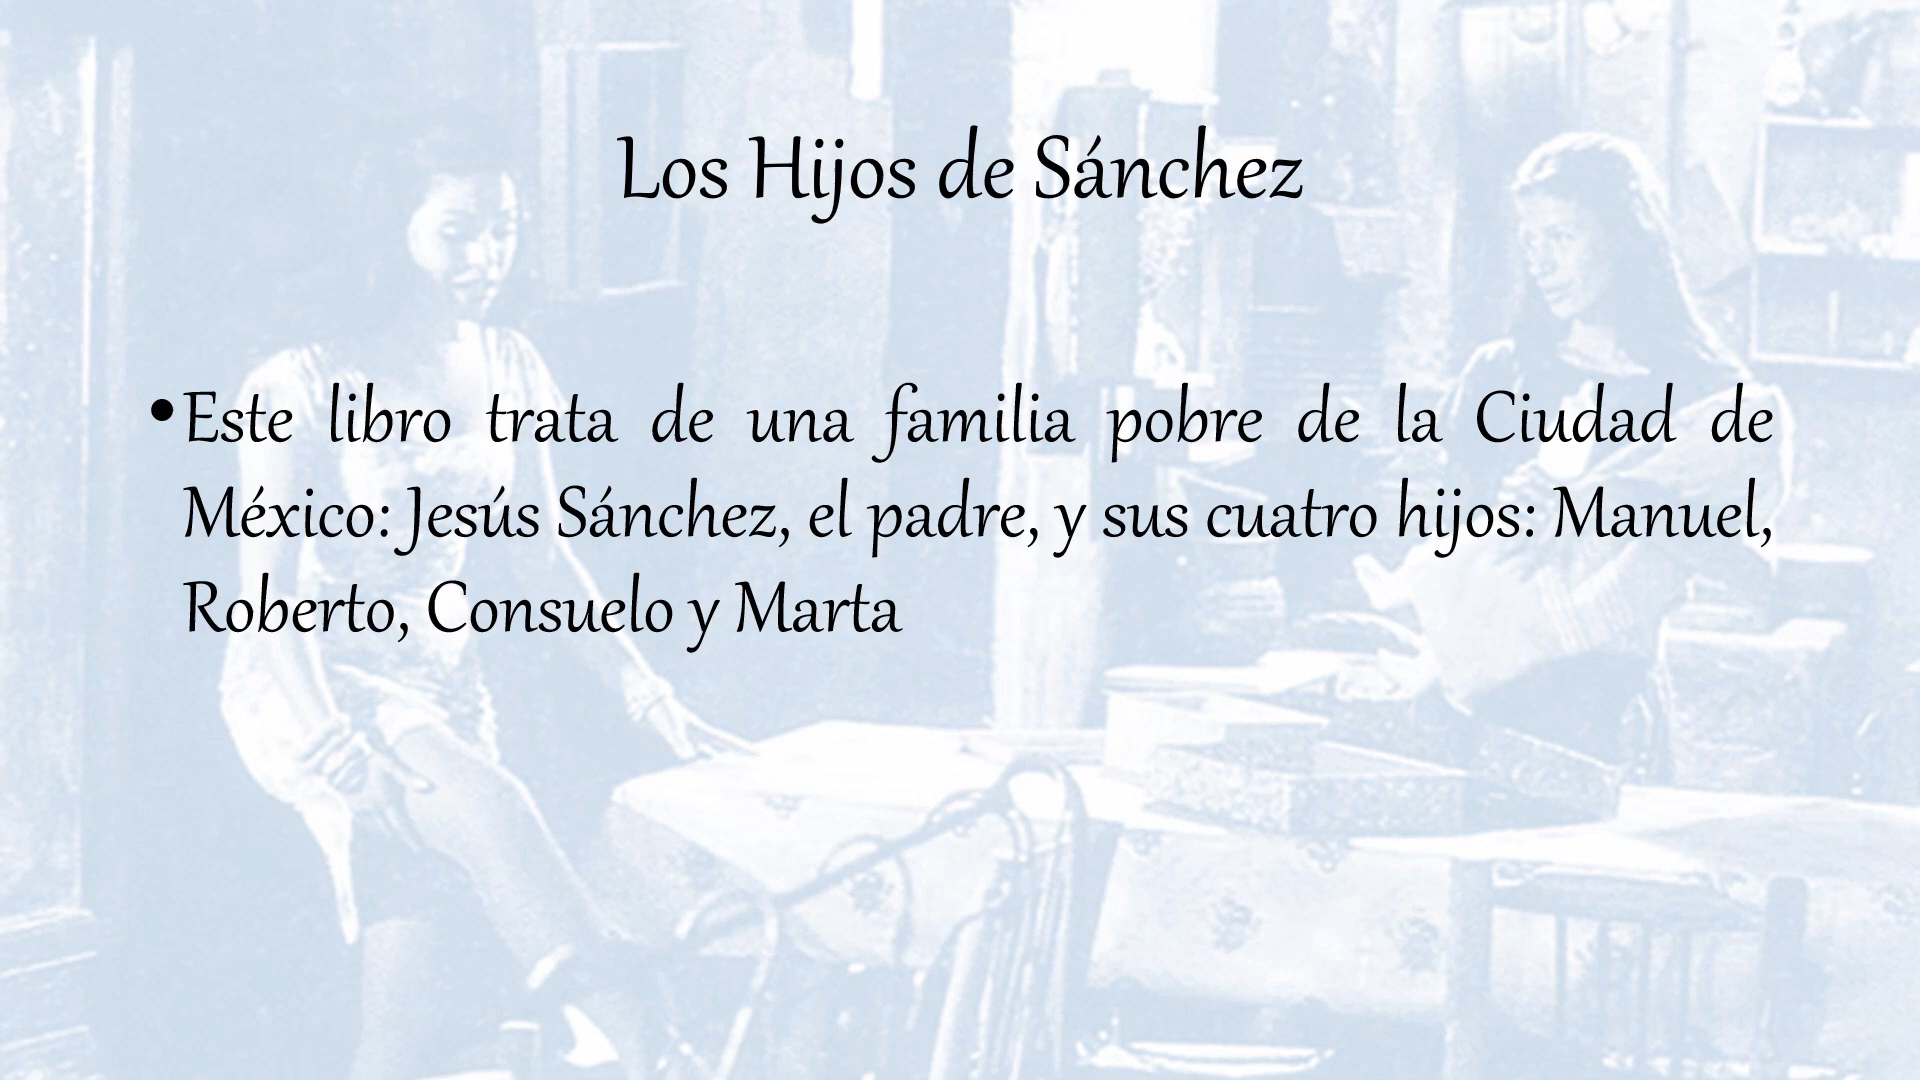 Los Hijos de Sánchez
•Este libro trata de una familia pobre de la Ciudad de
México: Jesús Sánchez, el padre, y sus cuatro hijos: Manuel,
Roberto, Consuelo y Marta